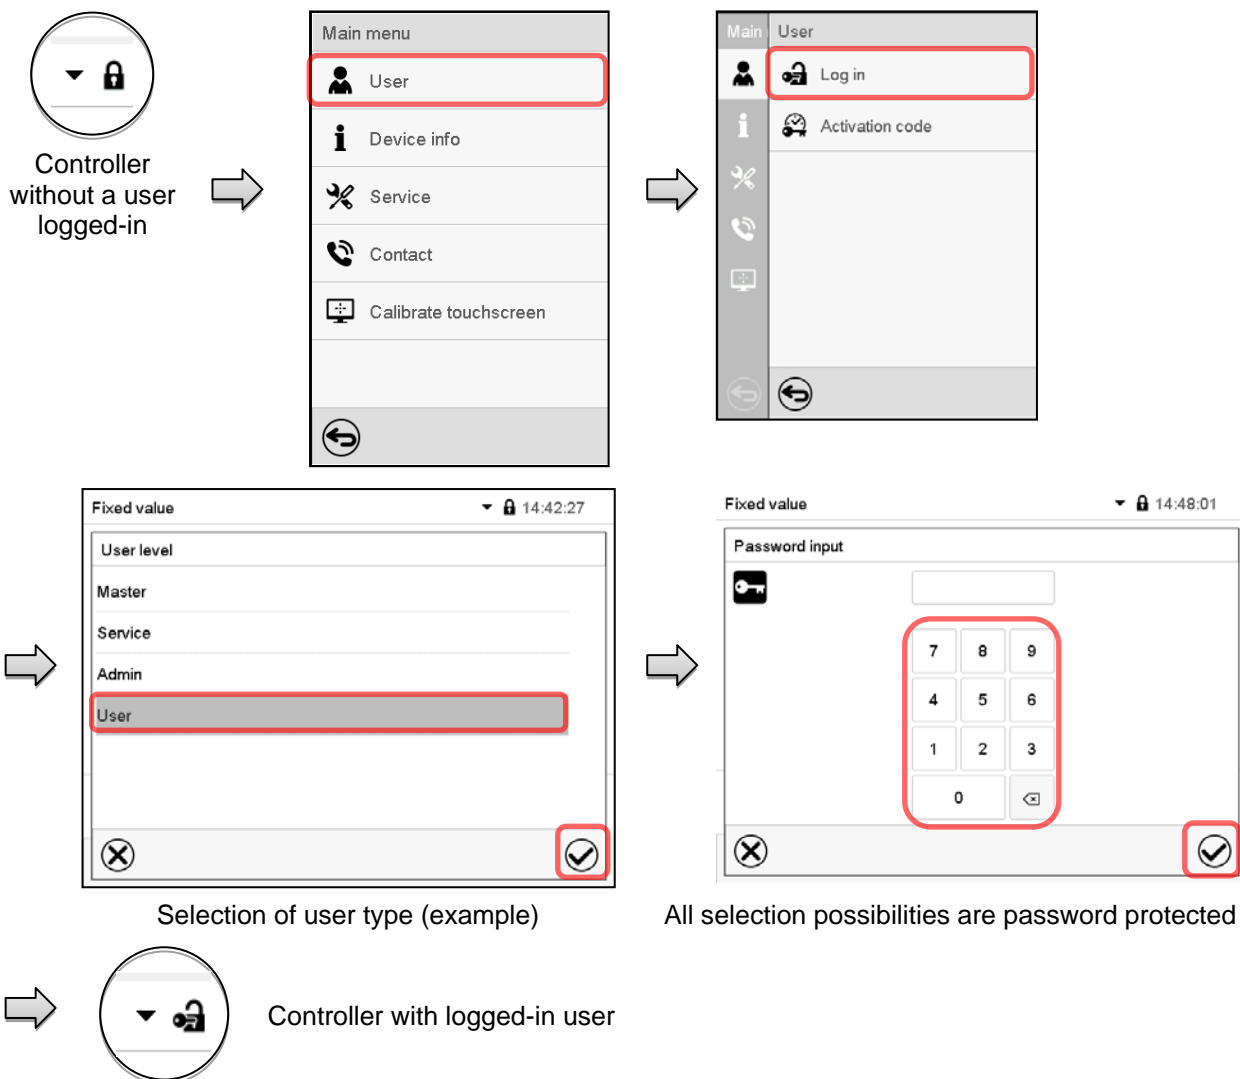 Controller
without a user
logged-in
Main menu
User
Device info
Service
Contact
Calibrate touchscreen
Main
User
Log in
Activation code
Fixed value
14:42:27
User level
Master
Service
Admin
User
Selection of user type (example)
Fixed value
14:48:01
Password input
7 8 9
4 5 6
1 2 3
0
All selection possibilities are password protected
Controller with logged-in user